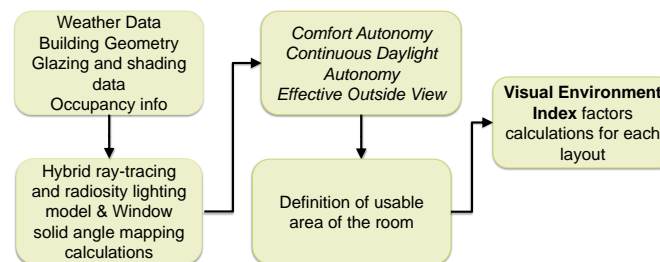 Weather Data
Building Geometry
Glazing and shading
data
Occupancy info
Hybrid ray-tracing
and radiosity lighting
model & Window
solid angle mapping
calculations
Comfort Autonomy
Continuous Daylight
Autonomy
Effective Outside View
Definition of usable
area of the room
Visual Environment
Index factors
calculations for each
layout